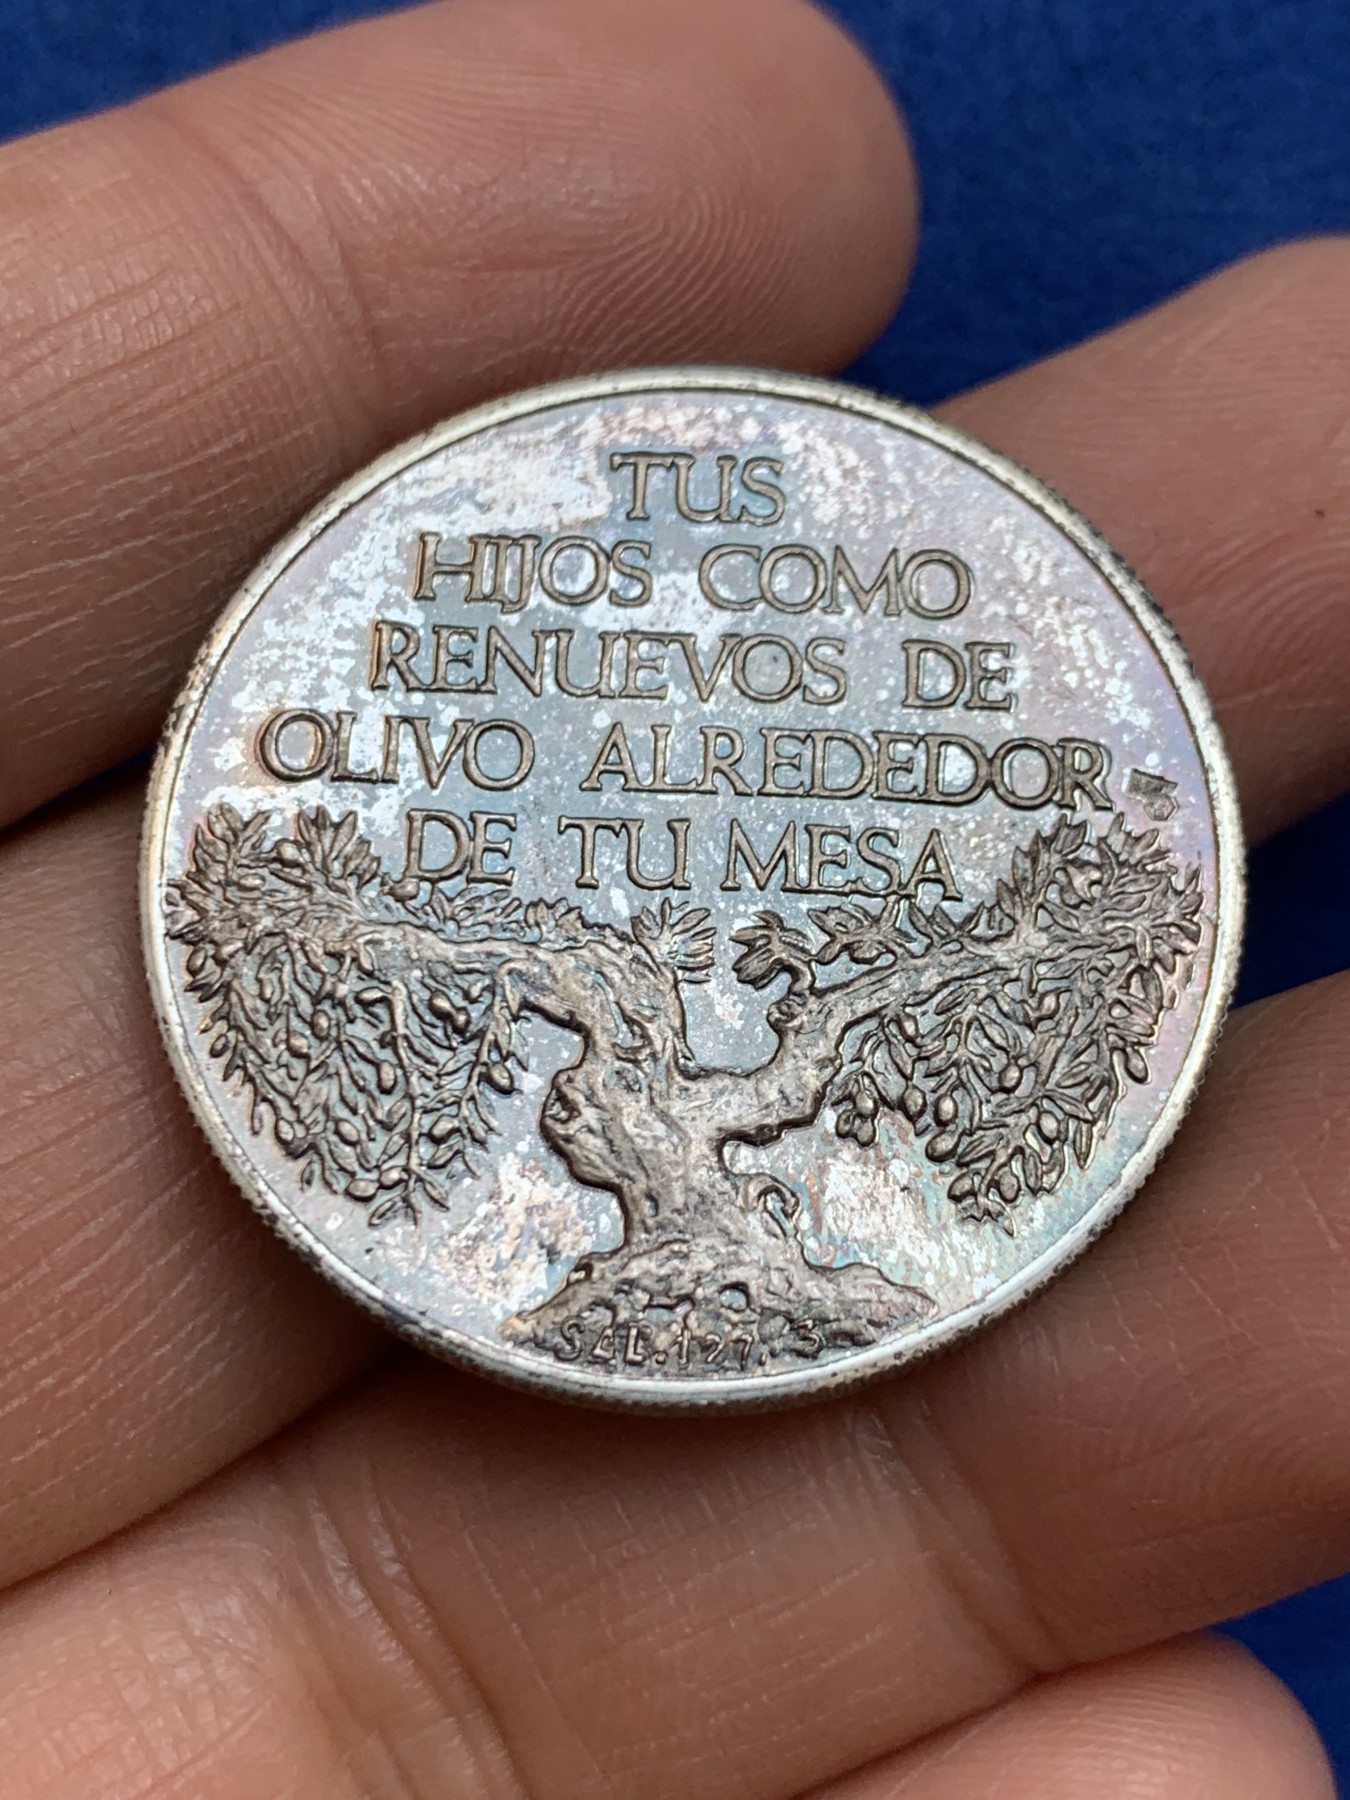 TUS
HIJOS COMO
RENUEVOS DE
OLIVO ALREDEDOR
DE TU MESA
SAL. 127. 3